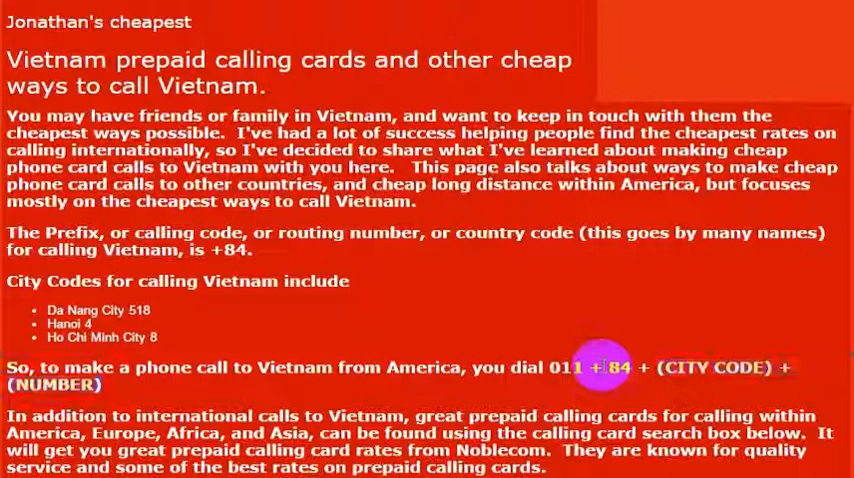 Jonathan's cheapest
Vietnam prepaid calling cards and other cheap
ways to call Vietnam.
You may have friends or family in Vietnam, and want to keep in touch with them the
cheapest ways possible.  I've had a lot of success helping people find the cheapest rates on
calling internationally, so I've decided to share what I've learned about making cheap
phone card calls to Vietnam with you here.   This page also talks about ways to make cheap
phone card calls to other countries, and cheap long distance within America, but focuses
mostly on the cheapest ways to call Vietnam.
The Prefix, or calling code, or routing number, or country code (this goes by many names)
for calling Vietnam, is +84.
City Codes for calling Vietnam include
• Da Nang City 518
• Hanoi 4
• Ho Chi Minh City 8
So, to make a phone call to Vietnam from America, you dial 011 + 84 + (CITY CODE) +
(NUMBER)
In addition to international calls to Vietnam, great prepaid calling cards for calling within
America, Europe, Africa, and Asia, can be found using the calling card search box below.  It
will get you great prepaid calling card rates from Noblecom.  They are known for quality
service and some of the best rates on prepaid calling cards.